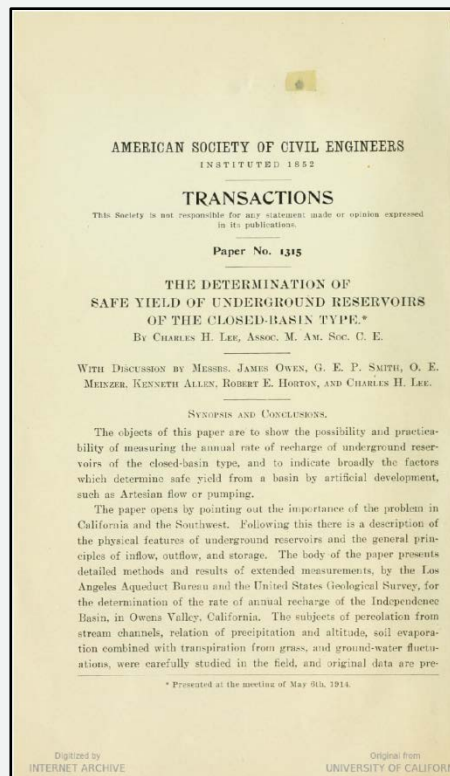 AMERICAN SOCIETY OF CIVIL ENGINEERS
INSTITUTED 1852
TRANSACTIONS
This Society is not responsible for any statement made or opinion expressed
in its publications.
Paper No. 1315
THE DETERMINATION OF
SAFE YIELD OF UNDERGROUND RESERVOIRS
OF THE CLOSED-BASIN TYPE.*
By Charles H. Lee, Assoc. M. Am. Soc. C. E.
With Discussion by Messrs. James Owen, G. E. P. Smith, O. E.
Meinzer, Kenneth Allen, Robert E. Horton, and Charles H. Lee.
Synopsis and Conclusions.
The objects of this paper are to show the possibility and practica-
bility of measuring the annual rate of recharge of underground reser-
voirs of the closed-basin type, and to indicate broadly the factors
which determine safe yield from a basin by artificial development,
such as Artesian flow or pumping.
The paper opens by pointing out the importance of the problem in
California and the Southwest. Following this there is a description of
the physical features of underground reservoirs and the general prin-
ciples of inflow, outflow, and storage. The body of the paper presents
detailed methods and results of extended measurements, by the Los
Angeles Aqueduct Bureau and the United States Geological Survey, for
the determination of the rate of annual recharge of the Independence
Basin, in Owens Valley, California. The subjects of percolation from
stream channels, relation of precipitation and altitude, soil evapora-
tion combined with transpiration from grass, and ground-water fluctu-
ations, were carefully studied in the field, and original data are pre-
* Presented at the meeting of May 6th, 1914.
Digitized by
INTERNET ARCHIVE
Original from
UNIVERSITY OF CALIFORN